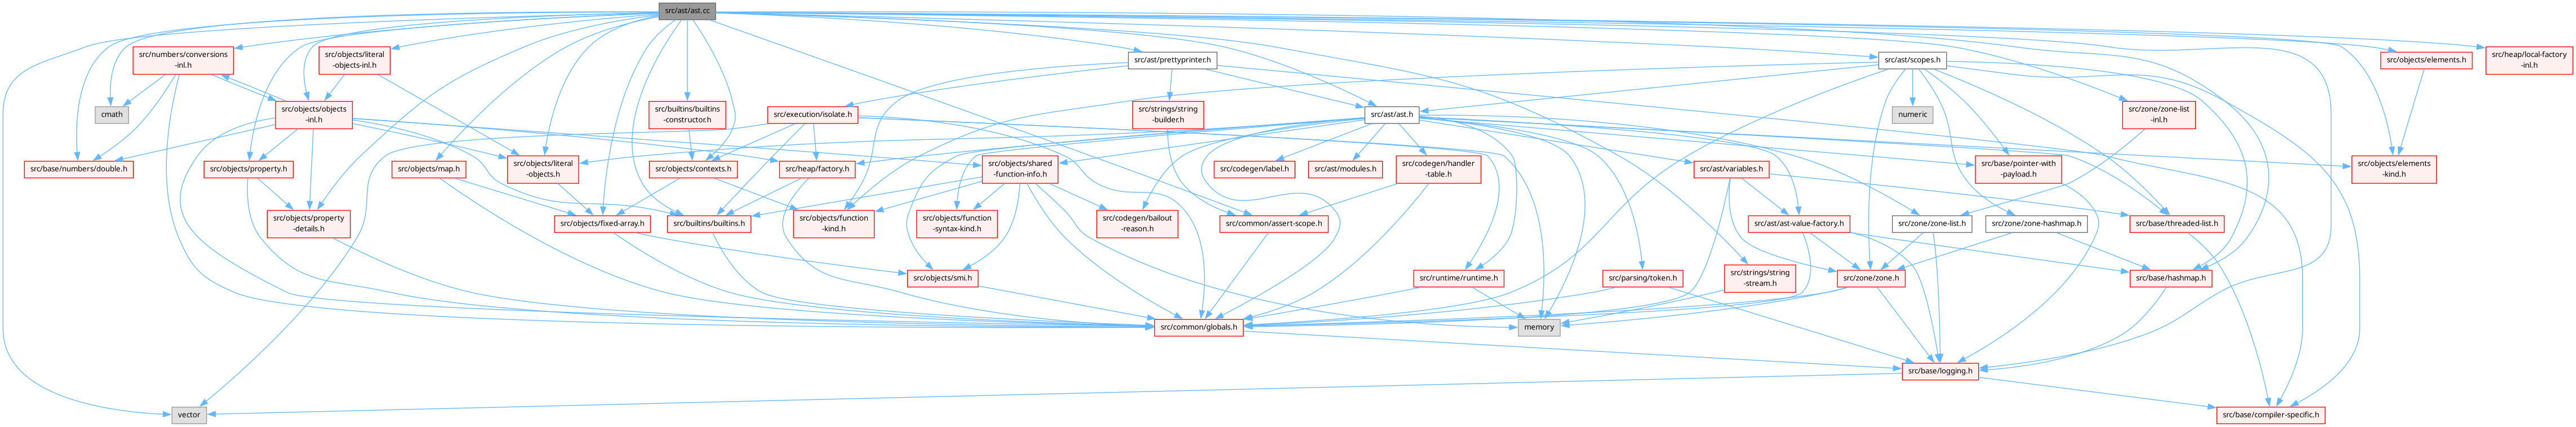 src/ast/ast.cc
src/numbers/conversions
-inl.h
src/objects/literal
-objects-inl.h
src/ast/prettyprinter.h
src/ast/scopes.h
src/objects/elements.h
src/heap/local-factory
-inl.h
cmath
src/objects/objects
-inl.h
src/builtins/builtins
-constructor.h
src/execution/isolate.h
src/strings/string
-builder.h
src/ast/ast.h
numeric
src/zone/zone-list
-inl.h
src/base/numbers/double.h
src/objects/property.h
src/objects/map.h
src/objects/literal
-objects.h
src/objects/contexts.h
src/heap/factory.h
src/objects/shared
-function-info.h
src/codegen/label.h
src/ast/modules.h
src/codegen/handler
-table.h
src/ast/variables.h
src/base/pointer-with
-payload.h
src/objects/elements
-kind.h
src/objects/property
-details.h
src/objects/fixed-array.h
src/builtins/builtins.h
src/objects/function
-kind.h
src/objects/function
-syntax-kind.h
src/codegen/bailout
-reason.h
src/common/assert-scope.h
src/ast/ast-value-factory.h
src/zone/zone-list.h
src/zone/zone-hashmap.h
src/base/threaded-list.h
src/objects/smi.h
src/runtime/runtime.h
src/parsing/token.h
src/strings/string
-stream.h
src/zone/zone.h
src/base/hashmap.h
src/common/globals.h
memory
src/base/logging.h
vector
src/base/compiler-specific.h